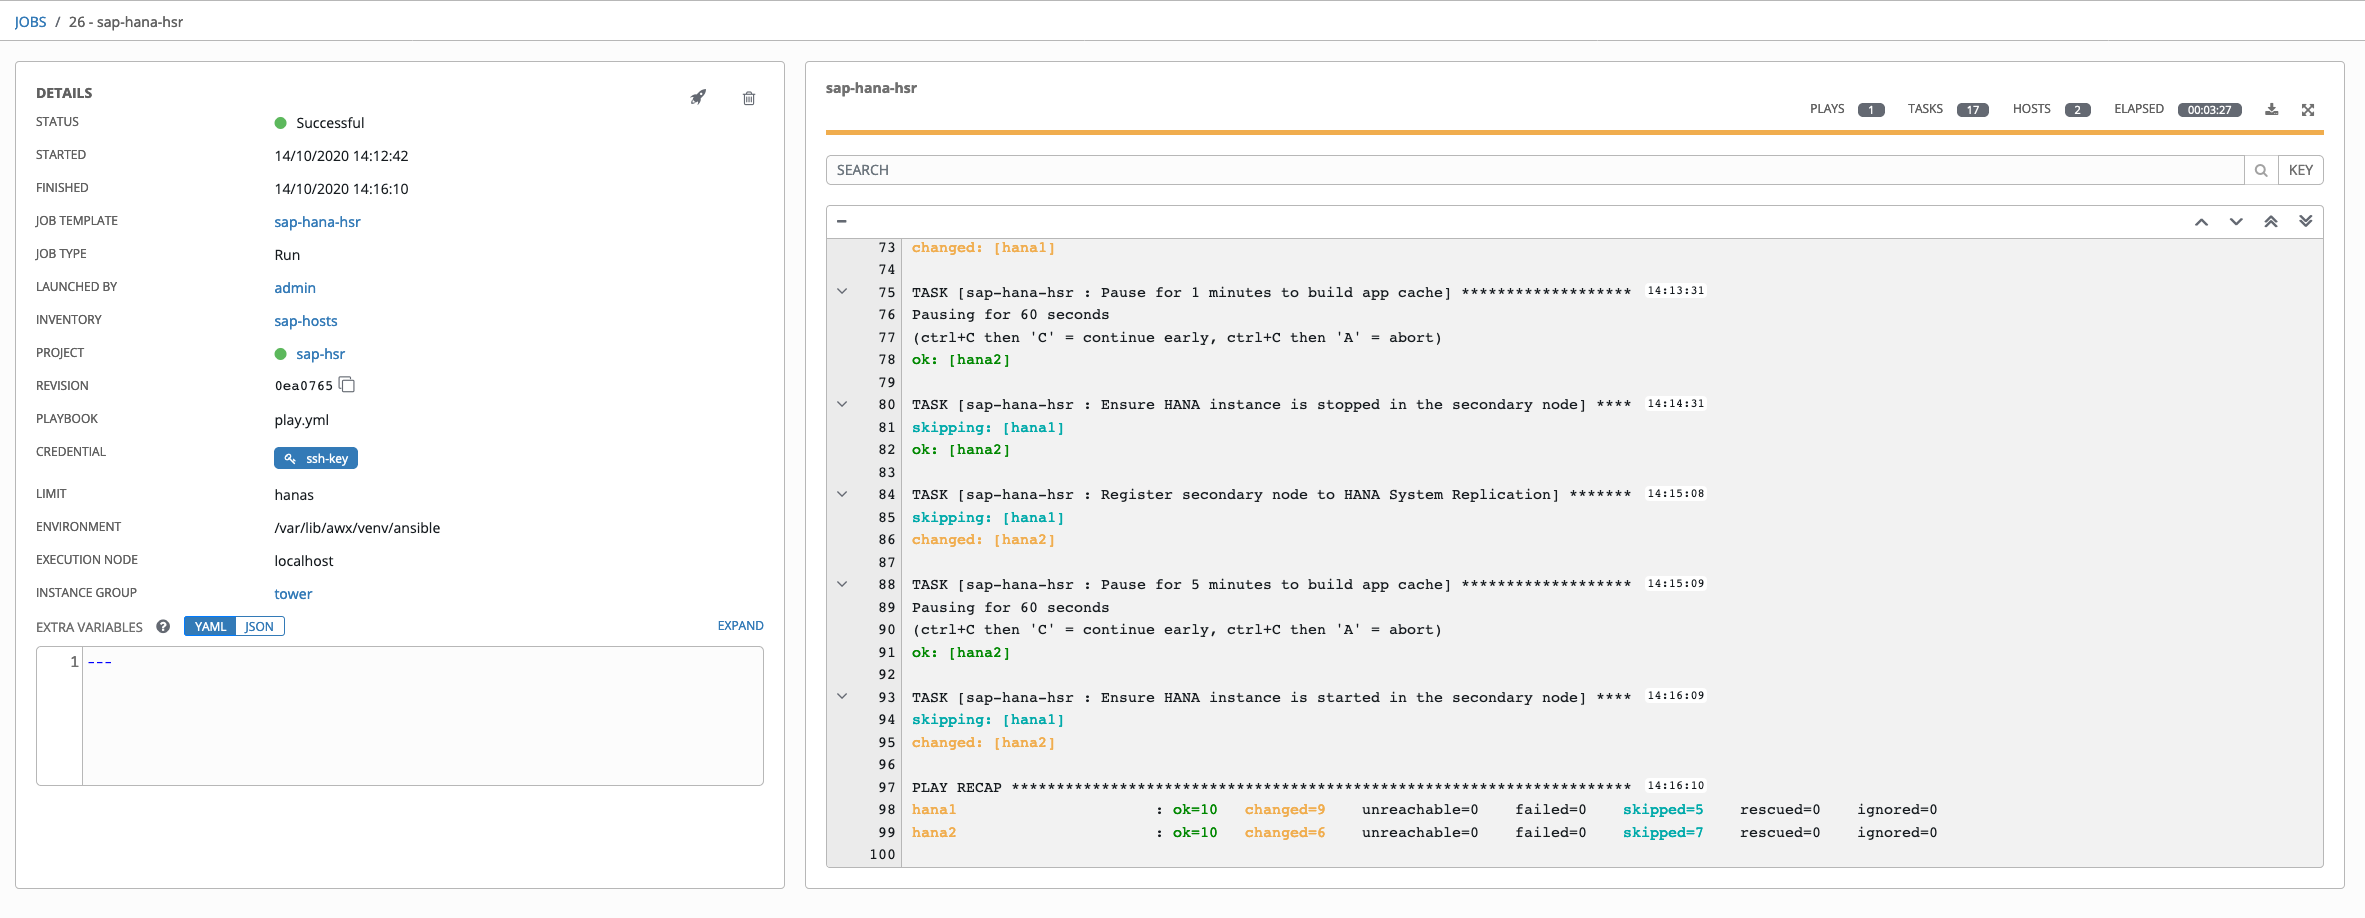 JOBS / 26 - sap-hana-hsr
DETAILS
STATUS Successful
STARTED 14/10/2020 14:12:42
FINISHED 14/10/2020 14:16:10
JOB TEMPLATE sap-hana-hsr
JOB TYPE Run
LAUNCHED BY admin
INVENTORY sap-hosts
PROJECT sap-hsr
REVISION 0ea0765
PLAYBOOK play.yml
CREDENTIAL ssh-key
LIMIT hanas
ENVIRONMENT /var/lib/awx/venv/ansible
EXECUTION NODE localhost
INSTANCE GROUP tower
EXTRA VARIABLES ? YAML JSON EXPAND
1 ---
sap-hana-hsr
PLAYS 1 TASKS 17 HOSTS 2 ELAPSED 00:03:27
SEARCH KEY
73 changed: [hana1]
74
75 TASK [sap-hana-hsr : Pause for 1 minutes to build app cache] ******************* 14:13:31
76 Pausing for 60 seconds
77 (ctrl+C then 'C' = continue early, ctrl+C then 'A' = abort)
78 ok: [hana2]
79
80 TASK [sap-hana-hsr : Ensure HANA instance is stopped in the secondary node] **** 14:14:31
81 skipping: [hana1]
82 ok: [hana2]
83
84 TASK [sap-hana-hsr : Register secondary node to HANA System Replication] ******* 14:15:08
85 skipping: [hana1]
86 changed: [hana2]
87
88 TASK [sap-hana-hsr : Pause for 5 minutes to build app cache] ******************* 14:15:09
89 Pausing for 60 seconds
90 (ctrl+C then 'C' = continue early, ctrl+C then 'A' = abort)
91 ok: [hana2]
92
93 TASK [sap-hana-hsr : Ensure HANA instance is started in the secondary node] **** 14:16:09
94 skipping: [hana1]
95 changed: [hana2]
96
97 PLAY RECAP ********************************************************************* 14:16:10
98 hana1 : ok=10 changed=9 unreachable=0 failed=0 skipped=5 rescued=0 ignored=0
99 hana2 : ok=10 changed=6 unreachable=0 failed=0 skipped=7 rescued=0 ignored=0
100